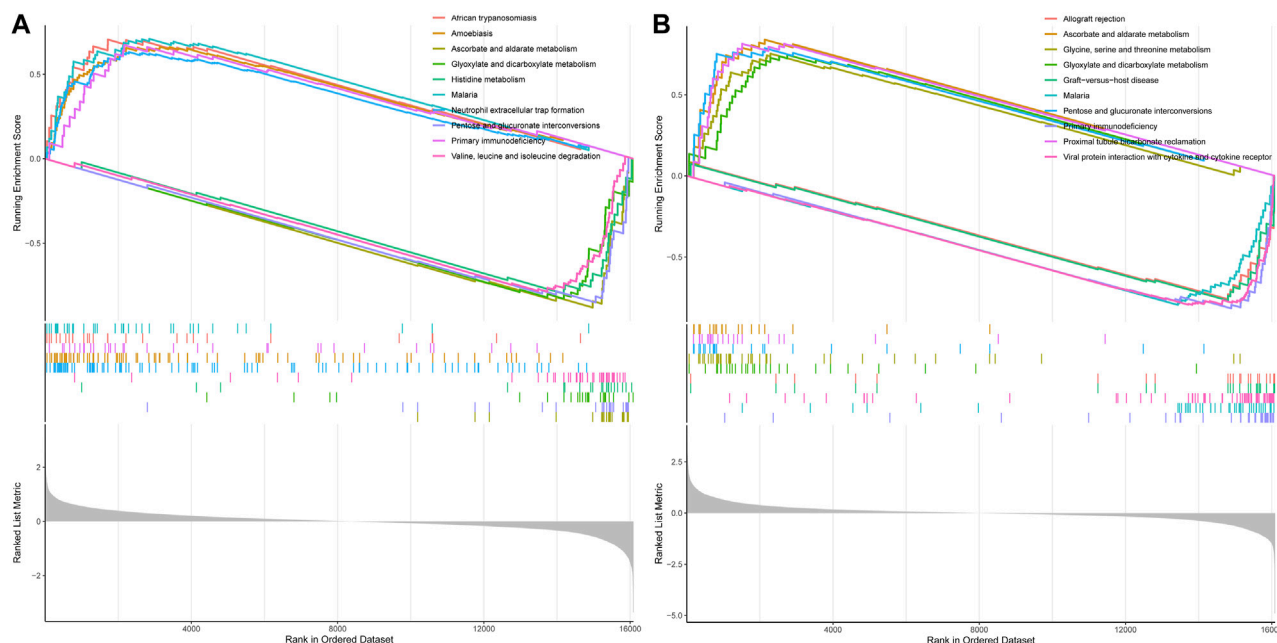 A
African trypanosomiasis
Amoebiasis
Ascorbate and aldarate metabolism
Glyoxylate and dicarboxylate metabolism
Histidine metabolism
Malaria
Neutrophil extracellular trap formation
Pentose and glucuronate interconversions
Primary immunodeficiency
Valine, leucine and isoleucine degradation
Running Enrichment Score
0.5
0.0
−0.5
Ranked List Metric
2
0
−2
4000
8000
12000
16000
Rank in Ordered Dataset
B
Allograft rejection
Ascorbate and aldarate metabolism
Glycine, serine and threonine metabolism
Glyoxylate and dicarboxylate metabolism
Graft−versus−host disease
Malaria
Pentose and glucuronate interconversions
Primary immunodeficiency
Proximal tubule bicarbonate reclamation
Viral protein interaction with cytokine and cytokine receptor
Running Enrichment Score
0.5
0.0
−0.5
Ranked List Metric
2.5
0.0
−2.5
−5.0
4000
8000
12000
1600
Rank in Ordered Dataset